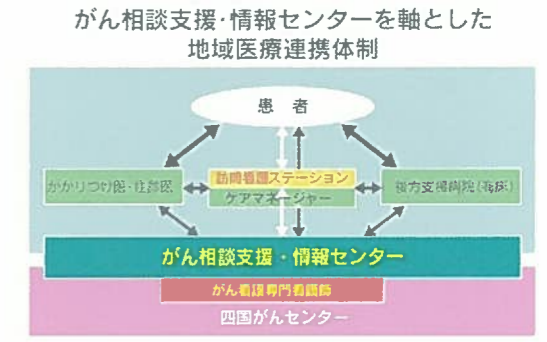 がん相談支援・情報センターを軸とした
地域医療連携体制
患　者
かかりつけ医・往診医
訪問看護ステーション
ケアマネージャー
後方支援病院（病床）
がん相談支援・情報センター
がん看護専門看護師
四国がんセンター